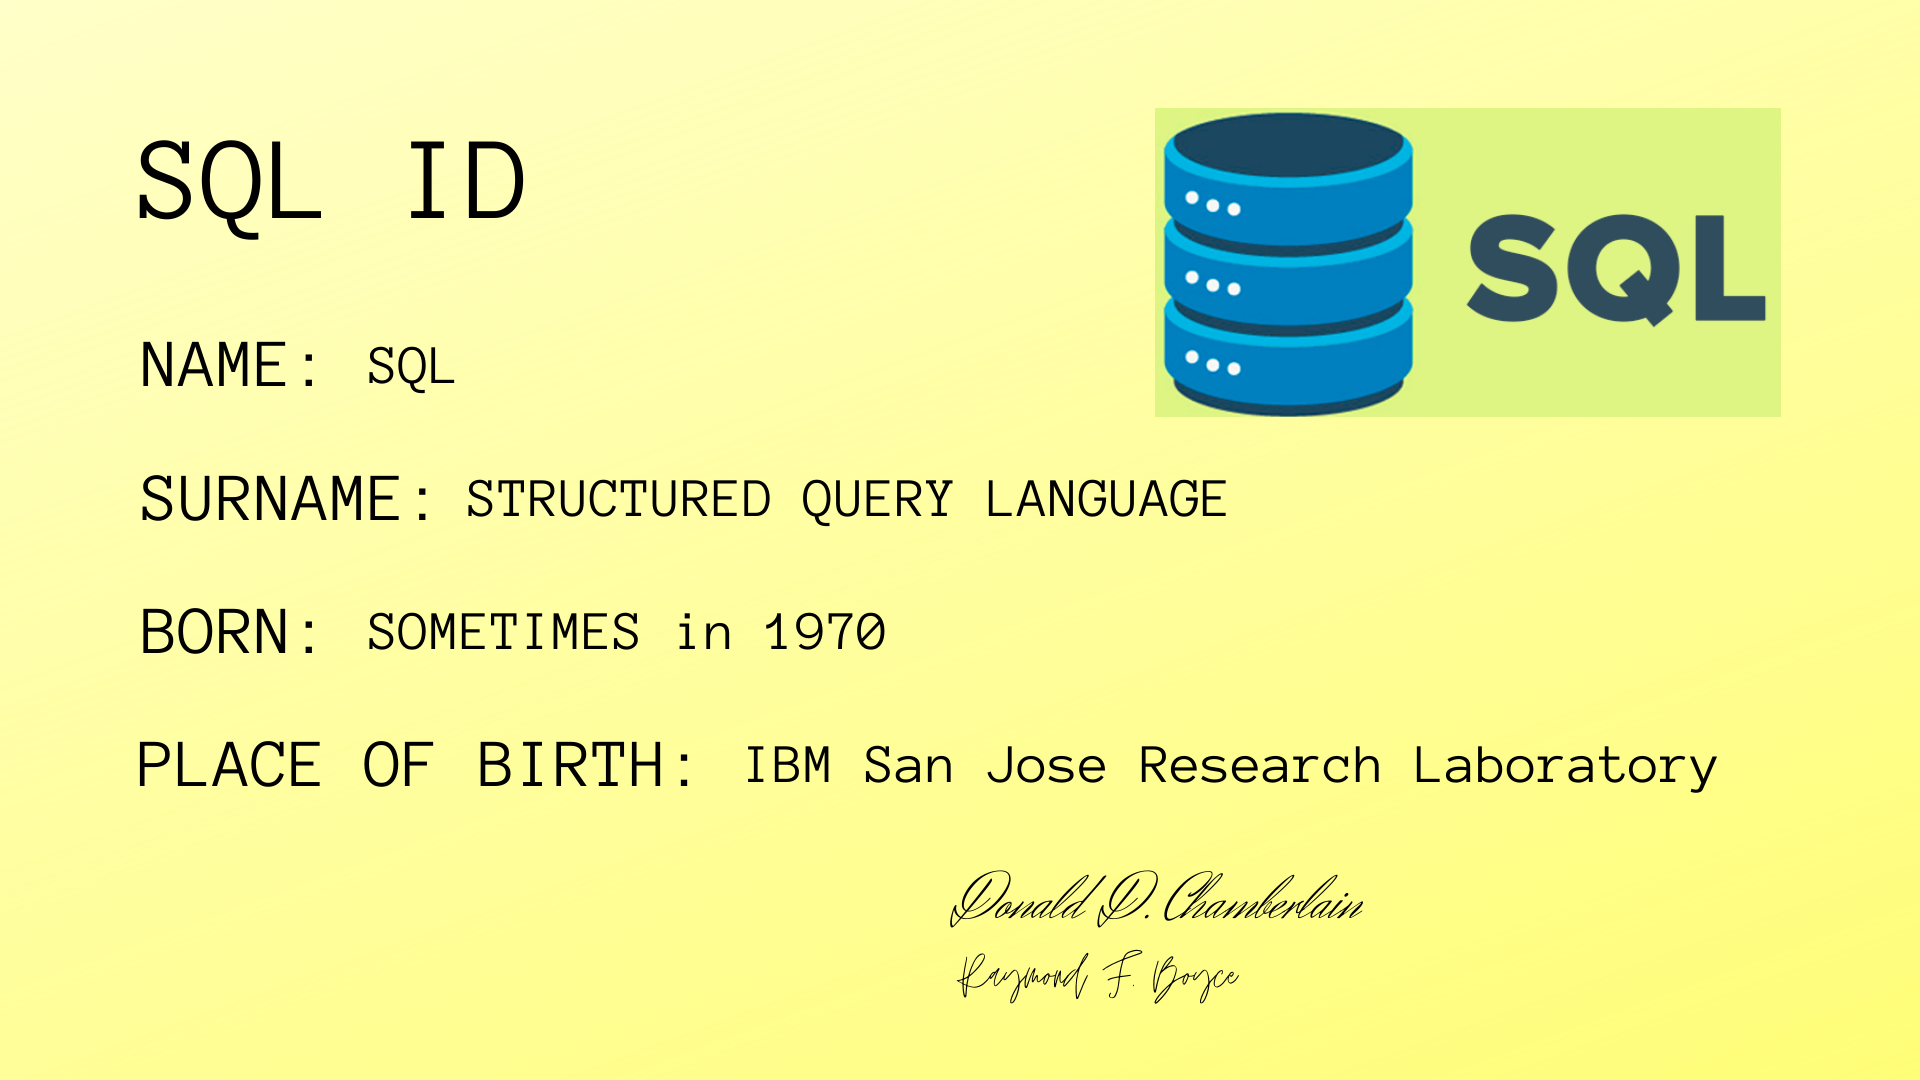 SQL ID
SQL
NAME: SQL
SURNAME: STRUCTURED QUERY LANGUAGE
BORN: SOMETIMES in 1970
PLACE OF BIRTH: IBM San Jose Research Laboratory
Donald D. Chamberlain
Raymond F. Boyce